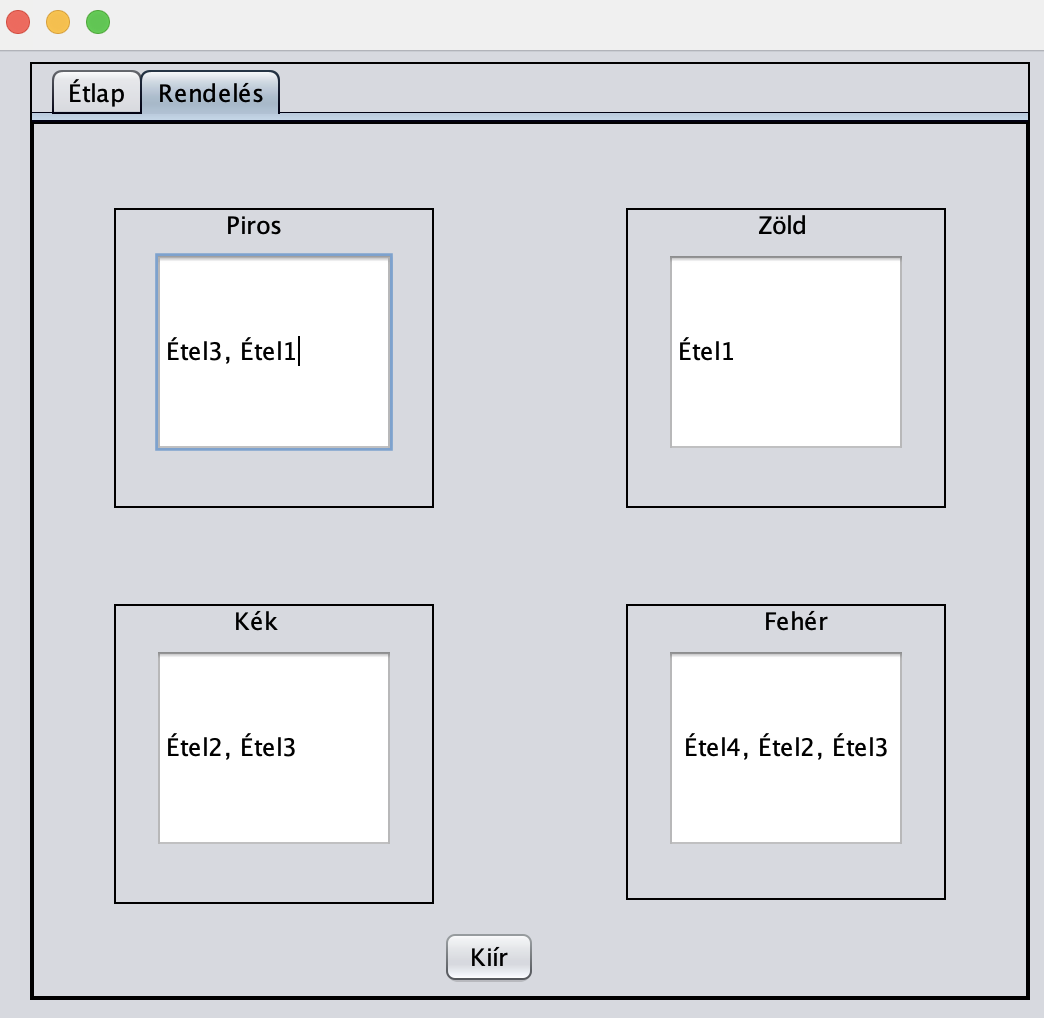 Étlap
Rendelés
Piros
Étel3, Étel1
Zöld
Étel1
Kék
Étel2, Étel3
Fehér
Étel4, Étel2, Étel3
Kiír